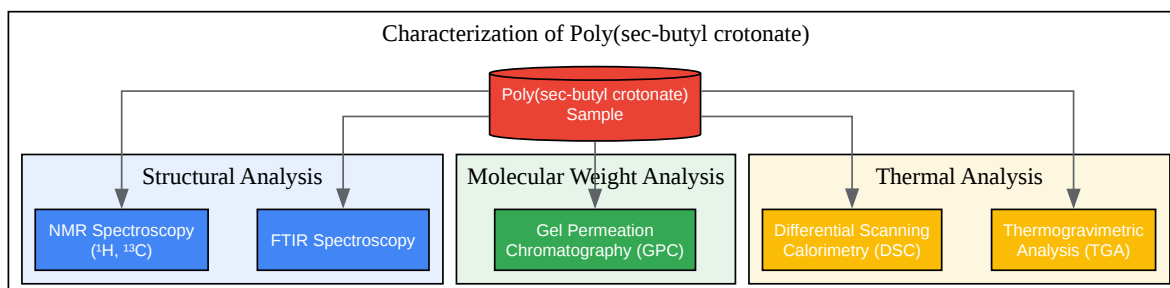 Characterization of Poly(sec-butyl crotonate)
Poly(sec-butyl crotonate)
Sample
Structural Analysis
Molecular Weight Analysis
Thermal Analysis
NMR Spectroscopy
(¹H, ¹³C)
FTIR Spectroscopy
Gel Permeation
Chromatography (GPC)
Differential Scanning
Calorimetry (DSC)
Thermogravimetric
Analysis (TGA)